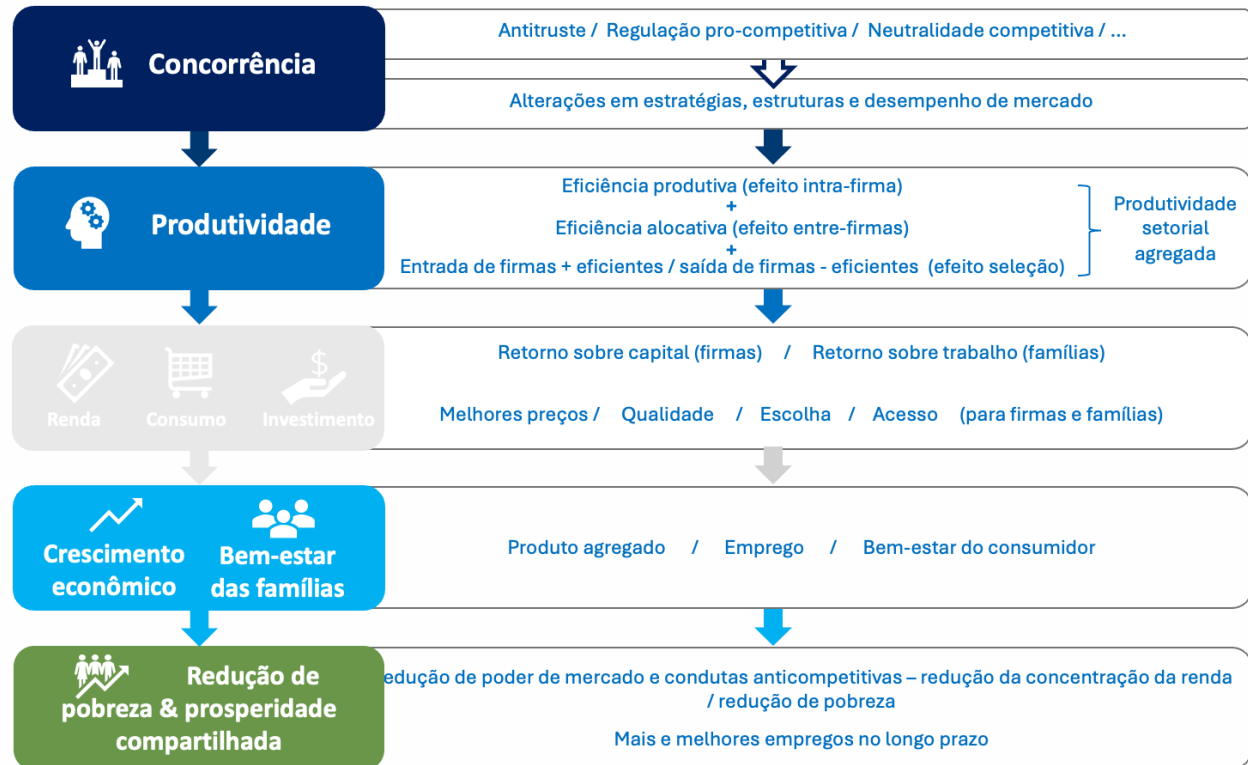 Concorrência
Antitruste / Regulação pro-competitiva / Neutralidade competitiva / ...
Alterações em estratégias, estruturas e desempenho de mercado
Produtividade
Eficiência produtiva (efeito intra-firma)
+
Eficiência alocativa (efeito entre-firmas)
+
Entrada de firmas + eficientes / saída de firmas - eficientes (efeito seleção)
Produtividade
setorial
agregada
Renda
Consumo
$
Investimento
Retorno sobre capital (firmas) / Retorno sobre trabalho (famílias)
Melhores preços / Qualidade / Escolha / Acesso (para firmas e famílias)
Crescimento
econômico
Bem-estar
das famílias
Produto agregado / Emprego / Bem-estar do consumidor
Redução de
pobreza & prosperidade
compartilhada
edução de poder de mercado e condutas anticompetitivas – redução da concentração da renda
/ redução de pobreza
Mais e melhores empregos no longo prazo